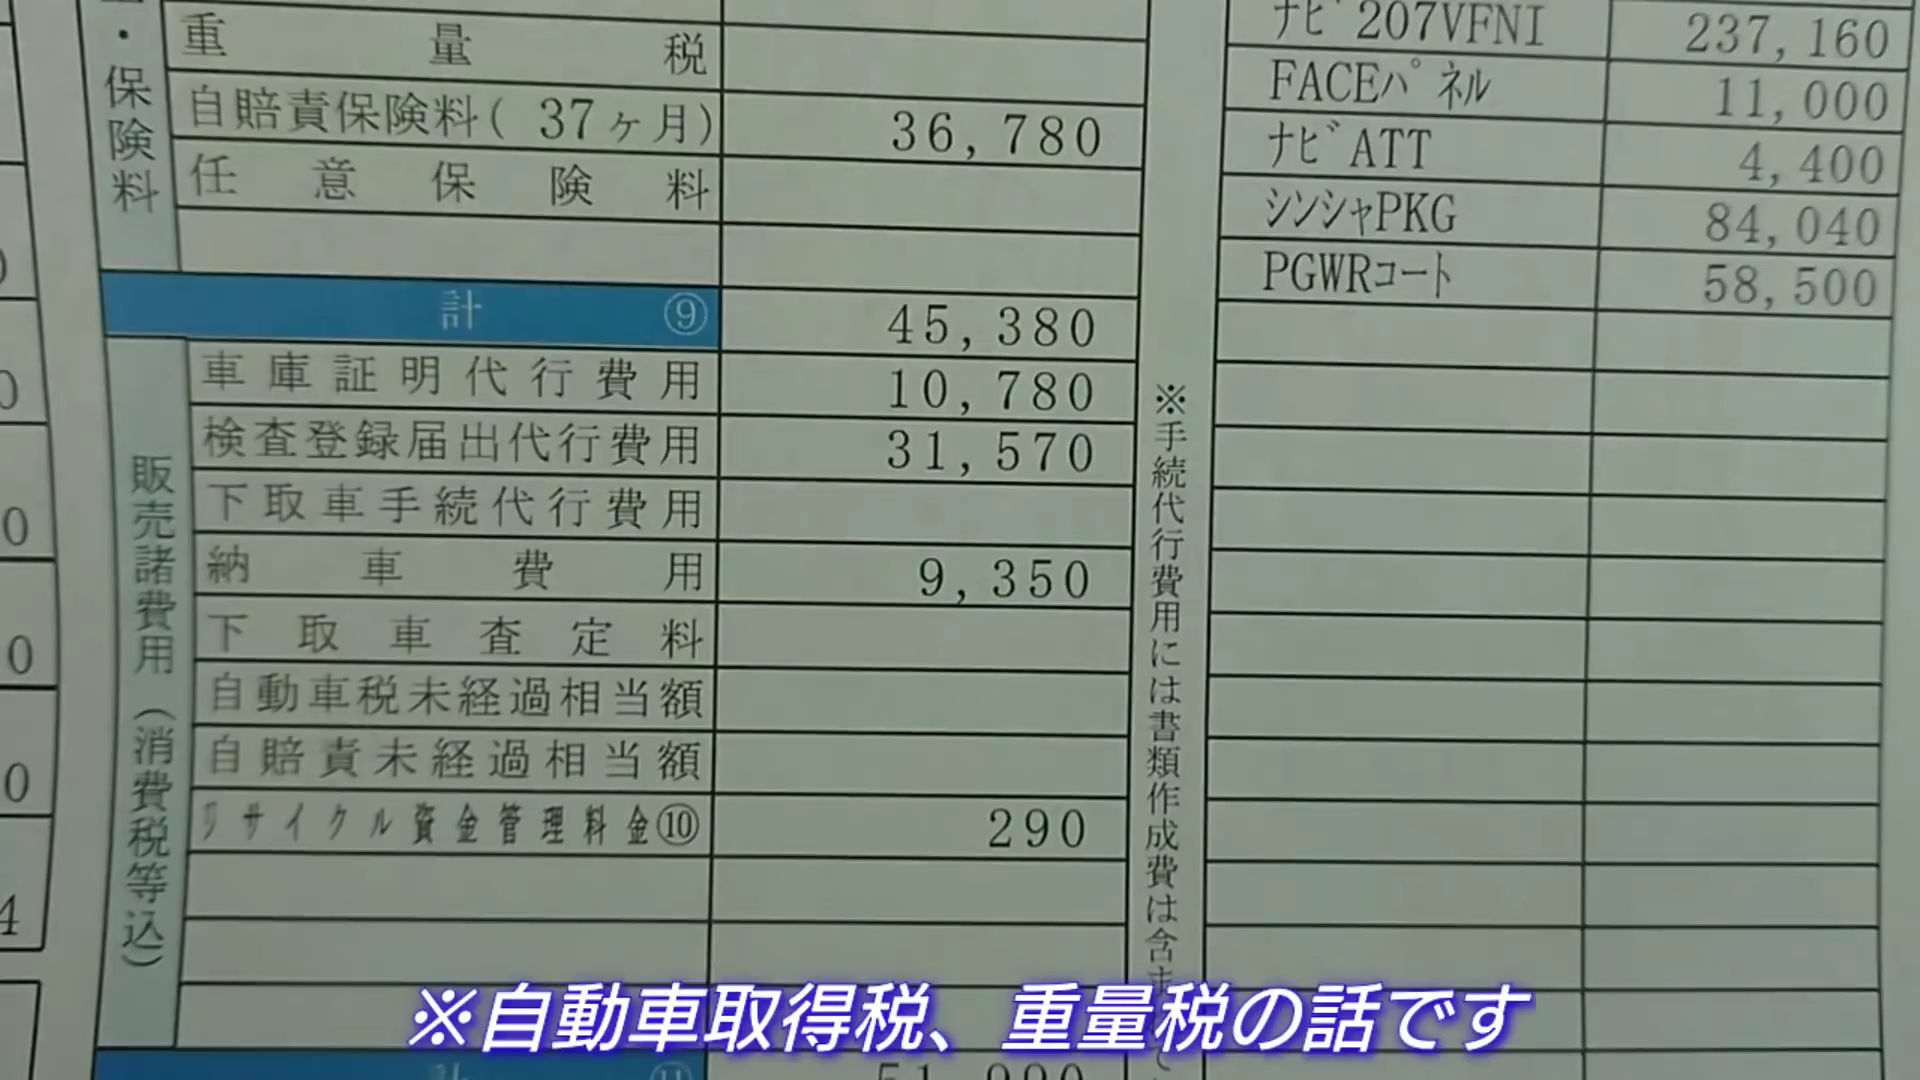 ・保険料
重量税
自賠責保険料( 37ヶ月) 36,780
任意保険料
計 ⑨ 45,380
販売諸費用(消費税等込)
車庫証明代行費用 10,780
検査登録届出代行費用 31,570
下取車手続代行費用
納車費用 9,350
下取車査定料
自動車税未経過相当額
自賠責未経過相当額
リサイクル資金管理料金⑩ 290
計 ⑪
※手続代行費用には書類作成費は含ま
ナビ 207VFNI 237,160
FACEパネル 11,000
ナビATT 4,400
シンシャPKG 84,040
PGWRコート 58,500
0
0
0
0
0
4
※自動車取得税、重量税の話です